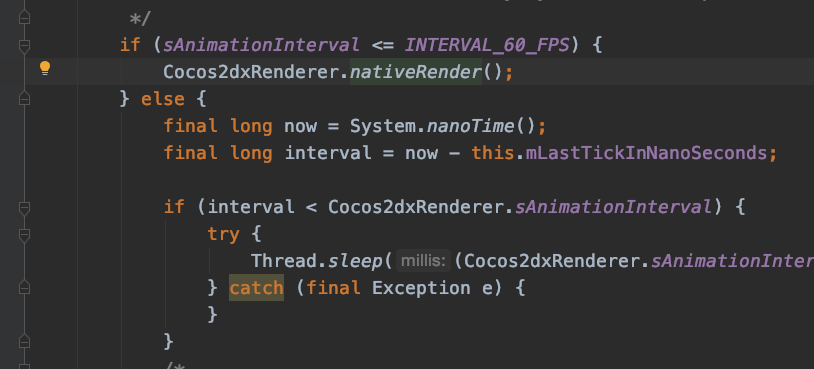 */
if (sAnimationInterval <= INTERVAL_60_FPS) {
Cocos2dxRenderer.nativeRender();
} else {
final long now = System.nanoTime();
final long interval = now - this.mLastTickInNanoSeconds;
if (interval < Cocos2dxRenderer.sAnimationInterval) {
try {
Thread.sleep( millis: (Cocos2dxRenderer.sAnimationInter
} catch (final Exception e) {
}
}
/*